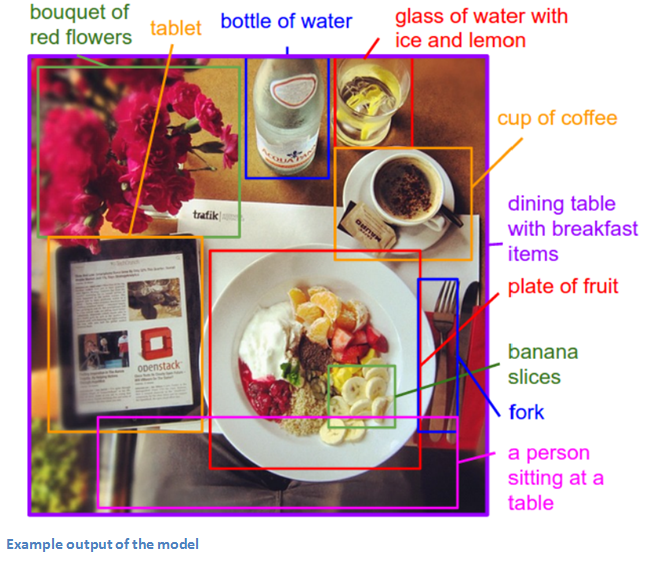 bouquet of
red flowers
tablet
bottle of water
glass of water with
ice and lemon
cup of coffee
ACQUA PANNA
trafik
dining table
with breakfast
items
plate of fruit
openstack
banana
slices
fork
a person
sitting at a
table
Example output of the model